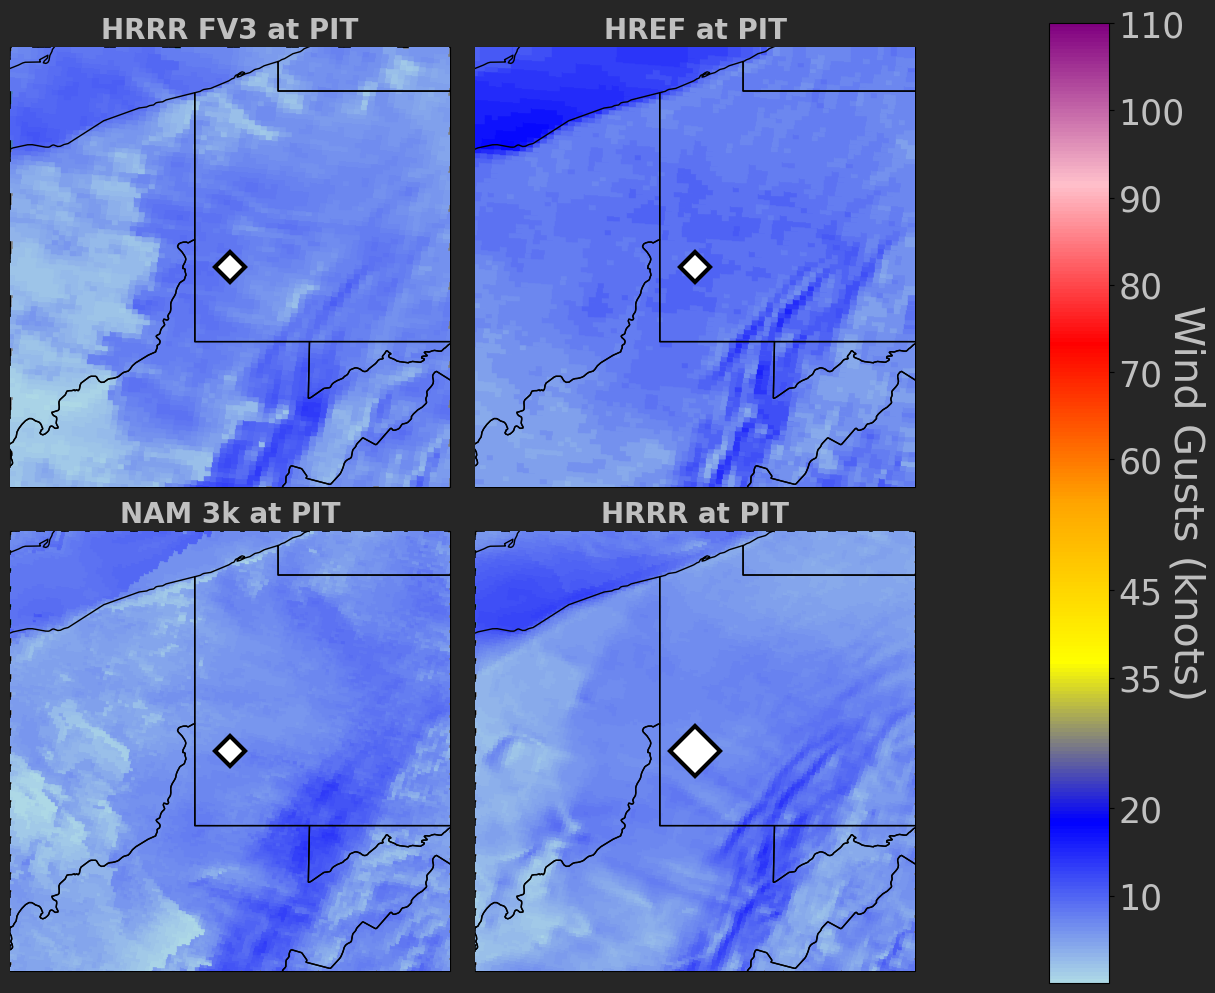 HRRR FV3 at PIT
HREF at PIT
NAM 3k at PIT
HRRR at PIT
110
100
90
80
70
60
45
35
20
10
Wind Gusts (knots)